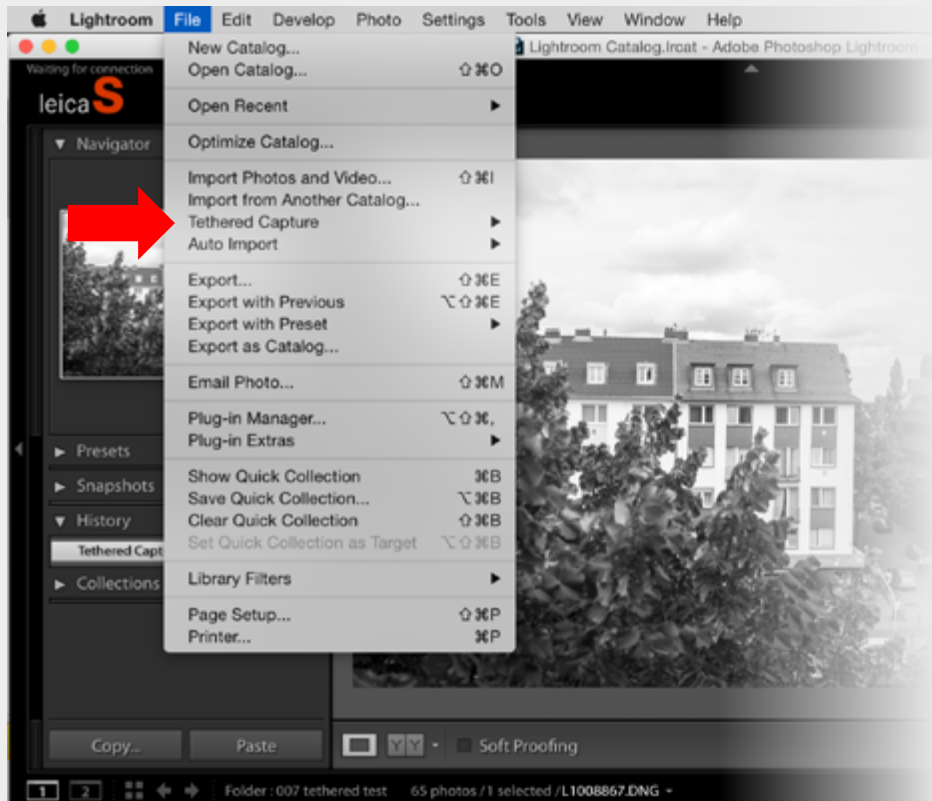 Lightroom File Edit Develop Photo Settings Tools View Window Help
Lightroom Catalog.lrcat - Adobe Photoshop Lightroom -
Waiting for connection
leica S
Navigator
Presets
Snapshots
History
Tethered Capt
Collections
New Catalog...
Open Catalog... ⇧⌘O
Open Recent
Optimize Catalog...
Import Photos and Video... ⇧⌘I
Import from Another Catalog...
Tethered Capture
Auto Import
Export... ⇧⌘E
Export with Previous ⌥⇧⌘E
Export with Preset
Export as Catalog...
Email Photo... ⇧⌘M
Plug-in Manager... ⌥⇧⌘,
Plug-in Extras
Show Quick Collection ⌘B
Save Quick Collection... ⌥⌘B
Clear Quick Collection ⇧⌘B
Set Quick Collection as Target ⌥⇧⌘B
Library Filters
Page Setup... ⇧⌘P
Printer... ⌘P
Copy... Paste Y Y Soft Proofing
1 2 Folder : 007 tethered test 65 photos / 1 selected / L1008867.DNG